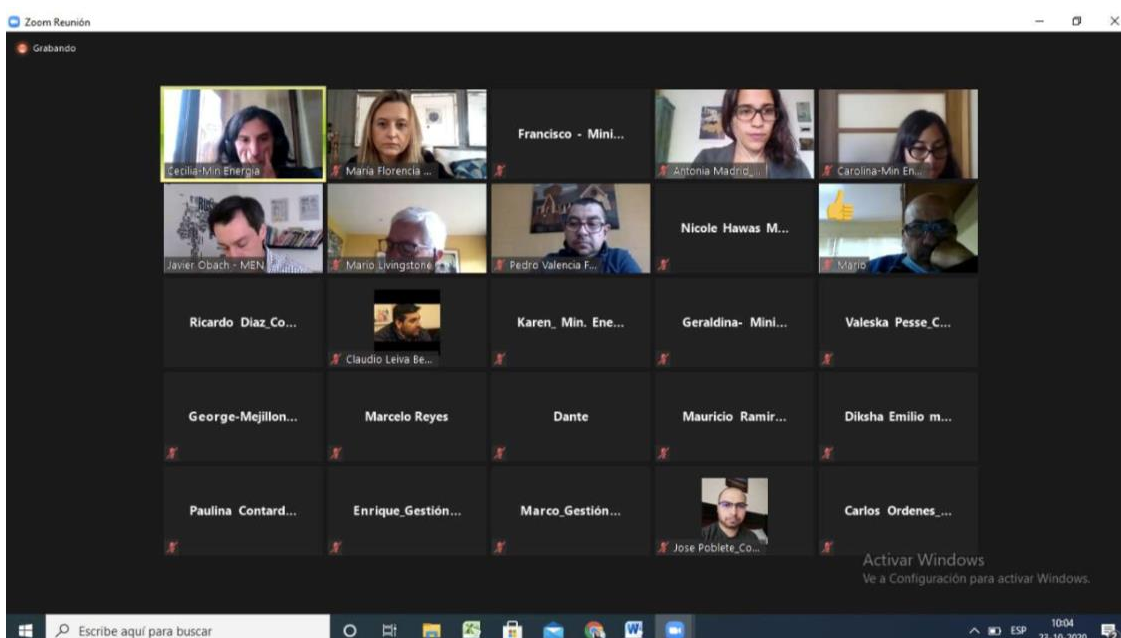 Zoom Reunión
Grabando
Cecilia-Min Energia
María Florencia ...
Francisco - Mini...
Antonia Madrid_...
Carolina-Min En...
Javier Obach - MEN
Mario Livingstone
Pedro Valencia F...
Nicole Hawas M...
Mario
Ricardo Diaz_Co...
Claudio Leiva Be...
Karen_ Min. Ene...
Geraldina- Mini...
Valeska Pesse_C...
George-Mejillon...
Marcelo Reyes
Dante
Mauricio Ramir...
Diksha Emilio m...
Paulina Contard...
Enrique_Gestión...
Marco_Gestión...
Jose Poblete_Co...
Carlos Ordenes_...
Activar Windows
Ve a Configuración para activar Windows.
Escribe aquí para buscar
ESP
10:04